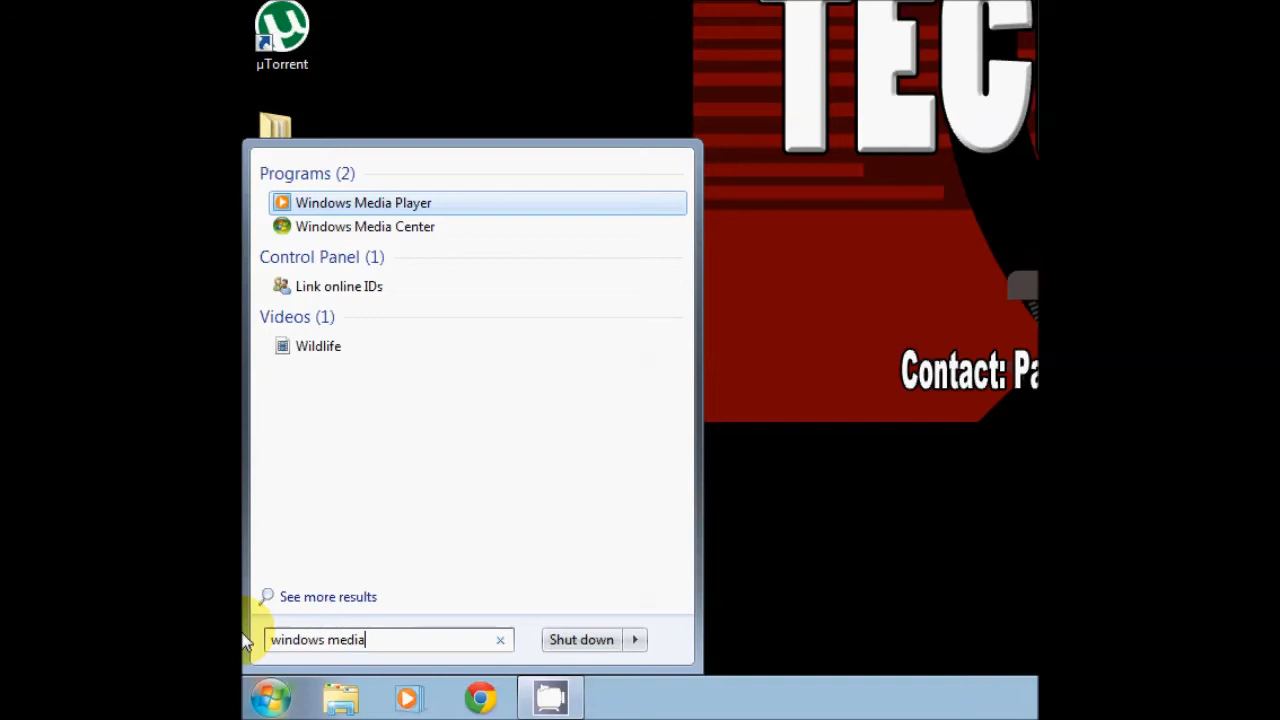 µTorrent
TEC
Contact: Pa
Programs (2)
Windows Media Player
Windows Media Center
Control Panel (1)
Link online IDs
Videos (1)
Wildlife
See more results
windows media
Shut down